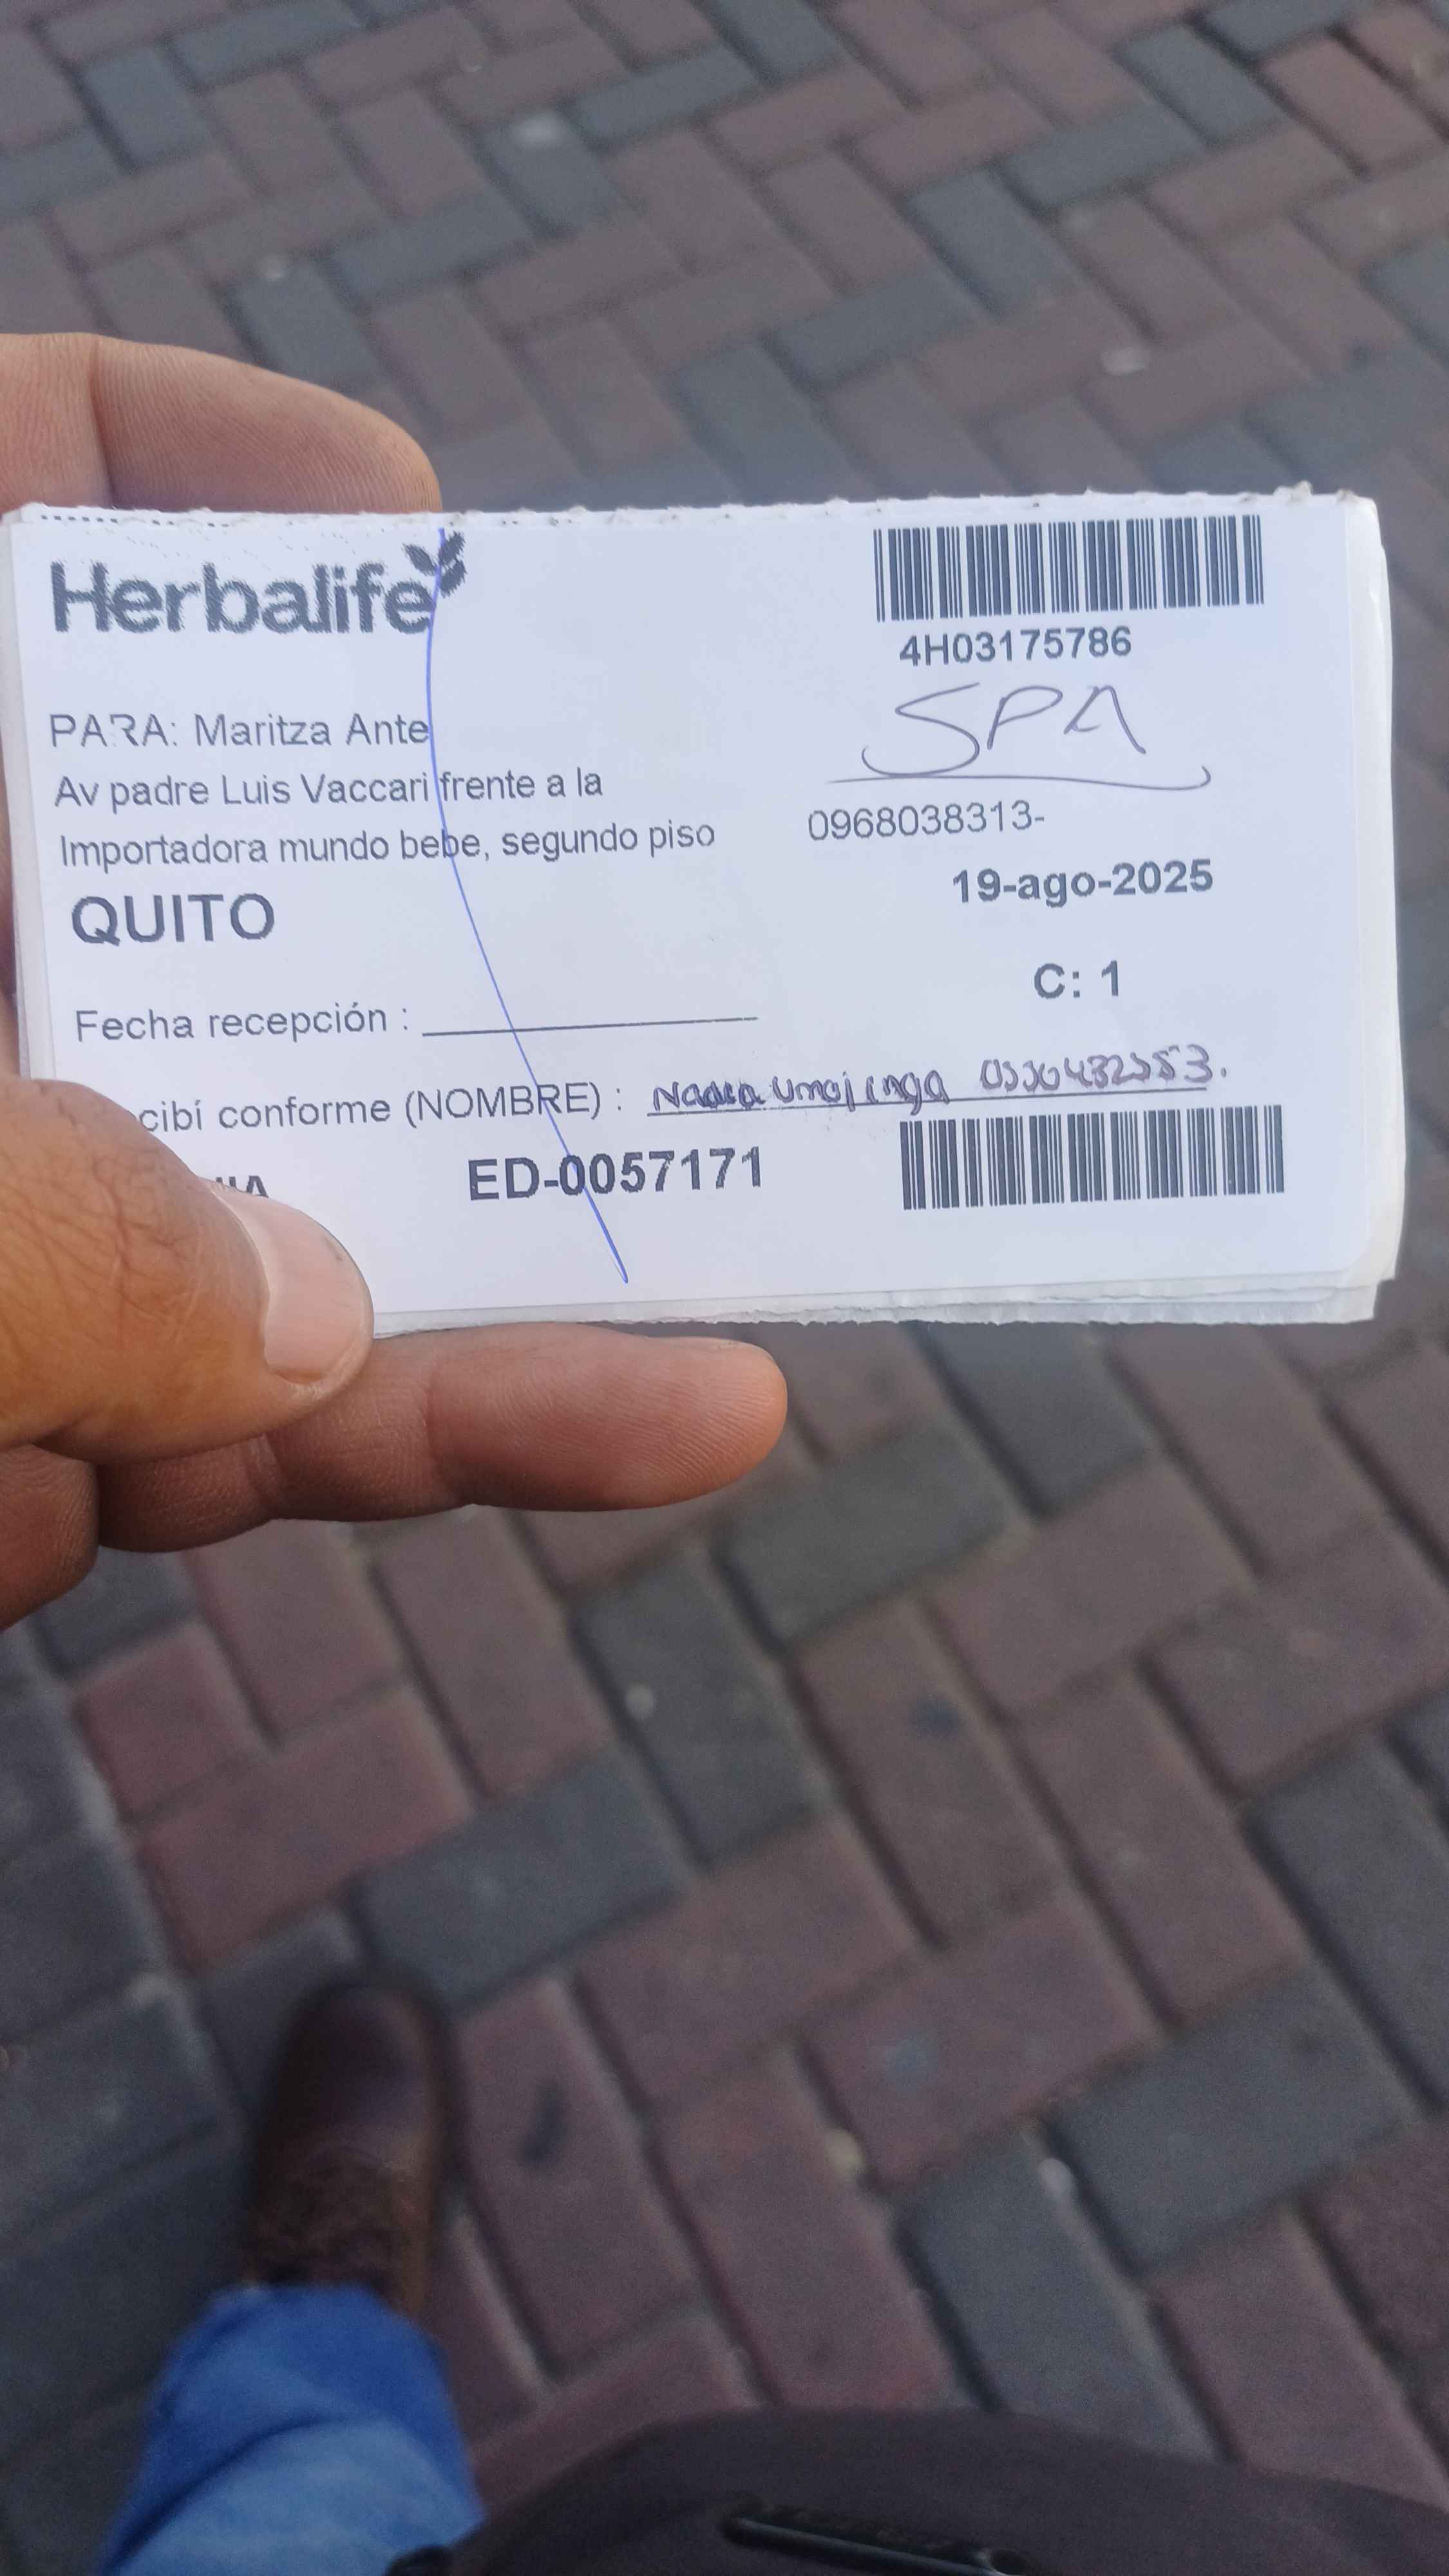 Herbalife
4H03175786
SPA
PARA: Maritza Ante
Av padre Luis Vaccari frente a la
Importadora mundo bebe, segundo piso
0968038313-
QUITO
19-ago-2025
C: 1
Fecha recepción :
cibí conforme (NOMBRE) : Umajinga
ED-0057171